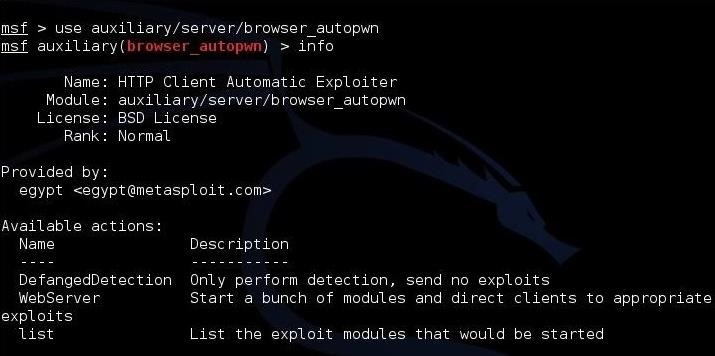 msf > use auxiliary/server/browser_autopwn
msf auxiliary(browser_autopwn) > info
Name: HTTP Client Automatic Exploiter
Module: auxiliary/server/browser_autopwn
License: BSD License
Rank: Normal
Provided by:
egypt <egypt@metasploit.com>
Available actions:
Name Description
---- -----------
DefangedDetection Only perform detection, send no exploits
WebServer Start a bunch of modules and direct clients to appropriate
exploits
list List the exploit modules that would be started